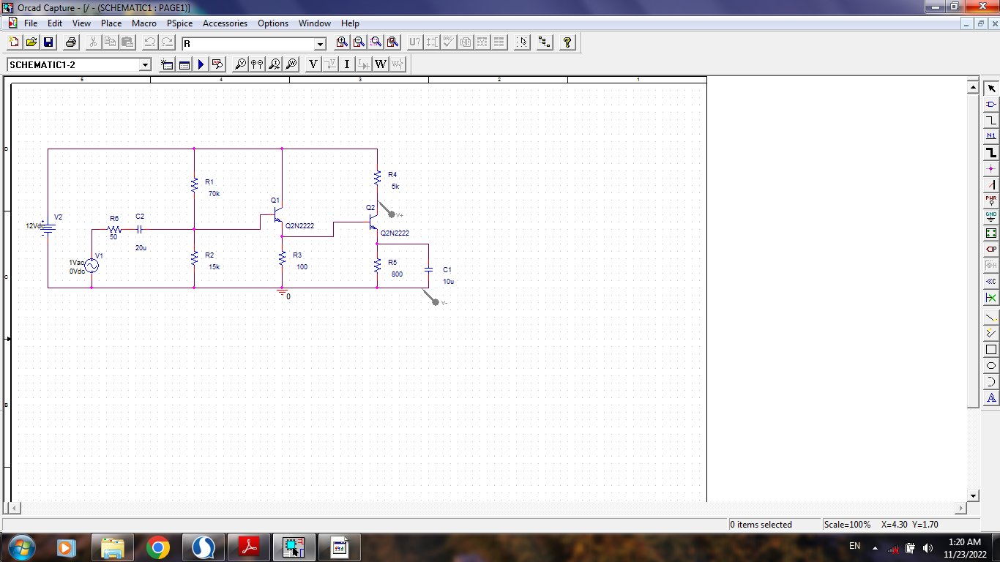 Orcad Capture - [/ - (SCHEMATIC1 : PAGE1)]
File Edit View Place Macro PSpice Accessories Options Window Help
R
U?
DRC
?
SCHEMATIC1-2
V V I I W W
5 4 3 2 1
D
C
B
R1
70k
R4
5k
Q1
Q2
V+
V2
12Vdc
+
-
R6
50
C2
20u
Q2N2222
Q2N2222
V1
1Vac
0Vdc
R2
15k
R3
100
R5
800
C1
10u
0
V-
N1
PWR
GND
A
0 items selected
Scale=100% X=4.30 Y=1.70
EN
1:20 AM
11/23/2022